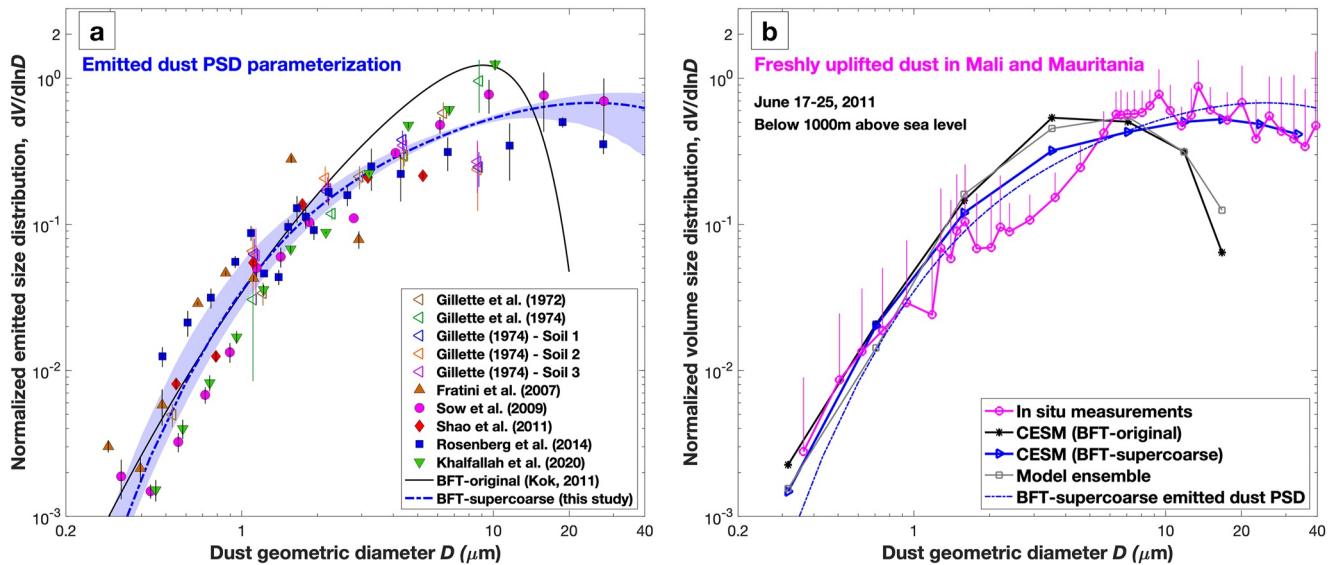 a
Emitted dust PSD parameterization
Normalized emitted size distribution, dV/dlnD
10⁰
10⁻¹
10⁻²
10⁻³
0.2
1
10
20
40
Dust geometric diameter D (μm)
Gillette et al. (1972)
Gillette et al. (1974)
Gillette (1974) - Soil 1
Gillette (1974) - Soil 2
Gillette (1974) - Soil 3
Fratini et al. (2007)
Sow et al. (2009)
Shao et al. (2011)
Rosenberg et al. (2014)
Khalfallah et al. (2020)
BFT-original (Kok, 2011)
BFT-supercoarse (this study)
b
Freshly uplifted dust in Mali and Mauritania
June 17-25, 2011
Below 1000m above sea level
Normalized volume size distribution, dV/dlnD
10⁰
10⁻¹
10⁻²
10⁻³
0.2
1
10
20
40
Dust geometric diameter D (μm)
In situ measurements
CESM (BFT-original)
CESM (BFT-supercoarse)
Model ensemble
BFT-supercoarse emitted dust PSD